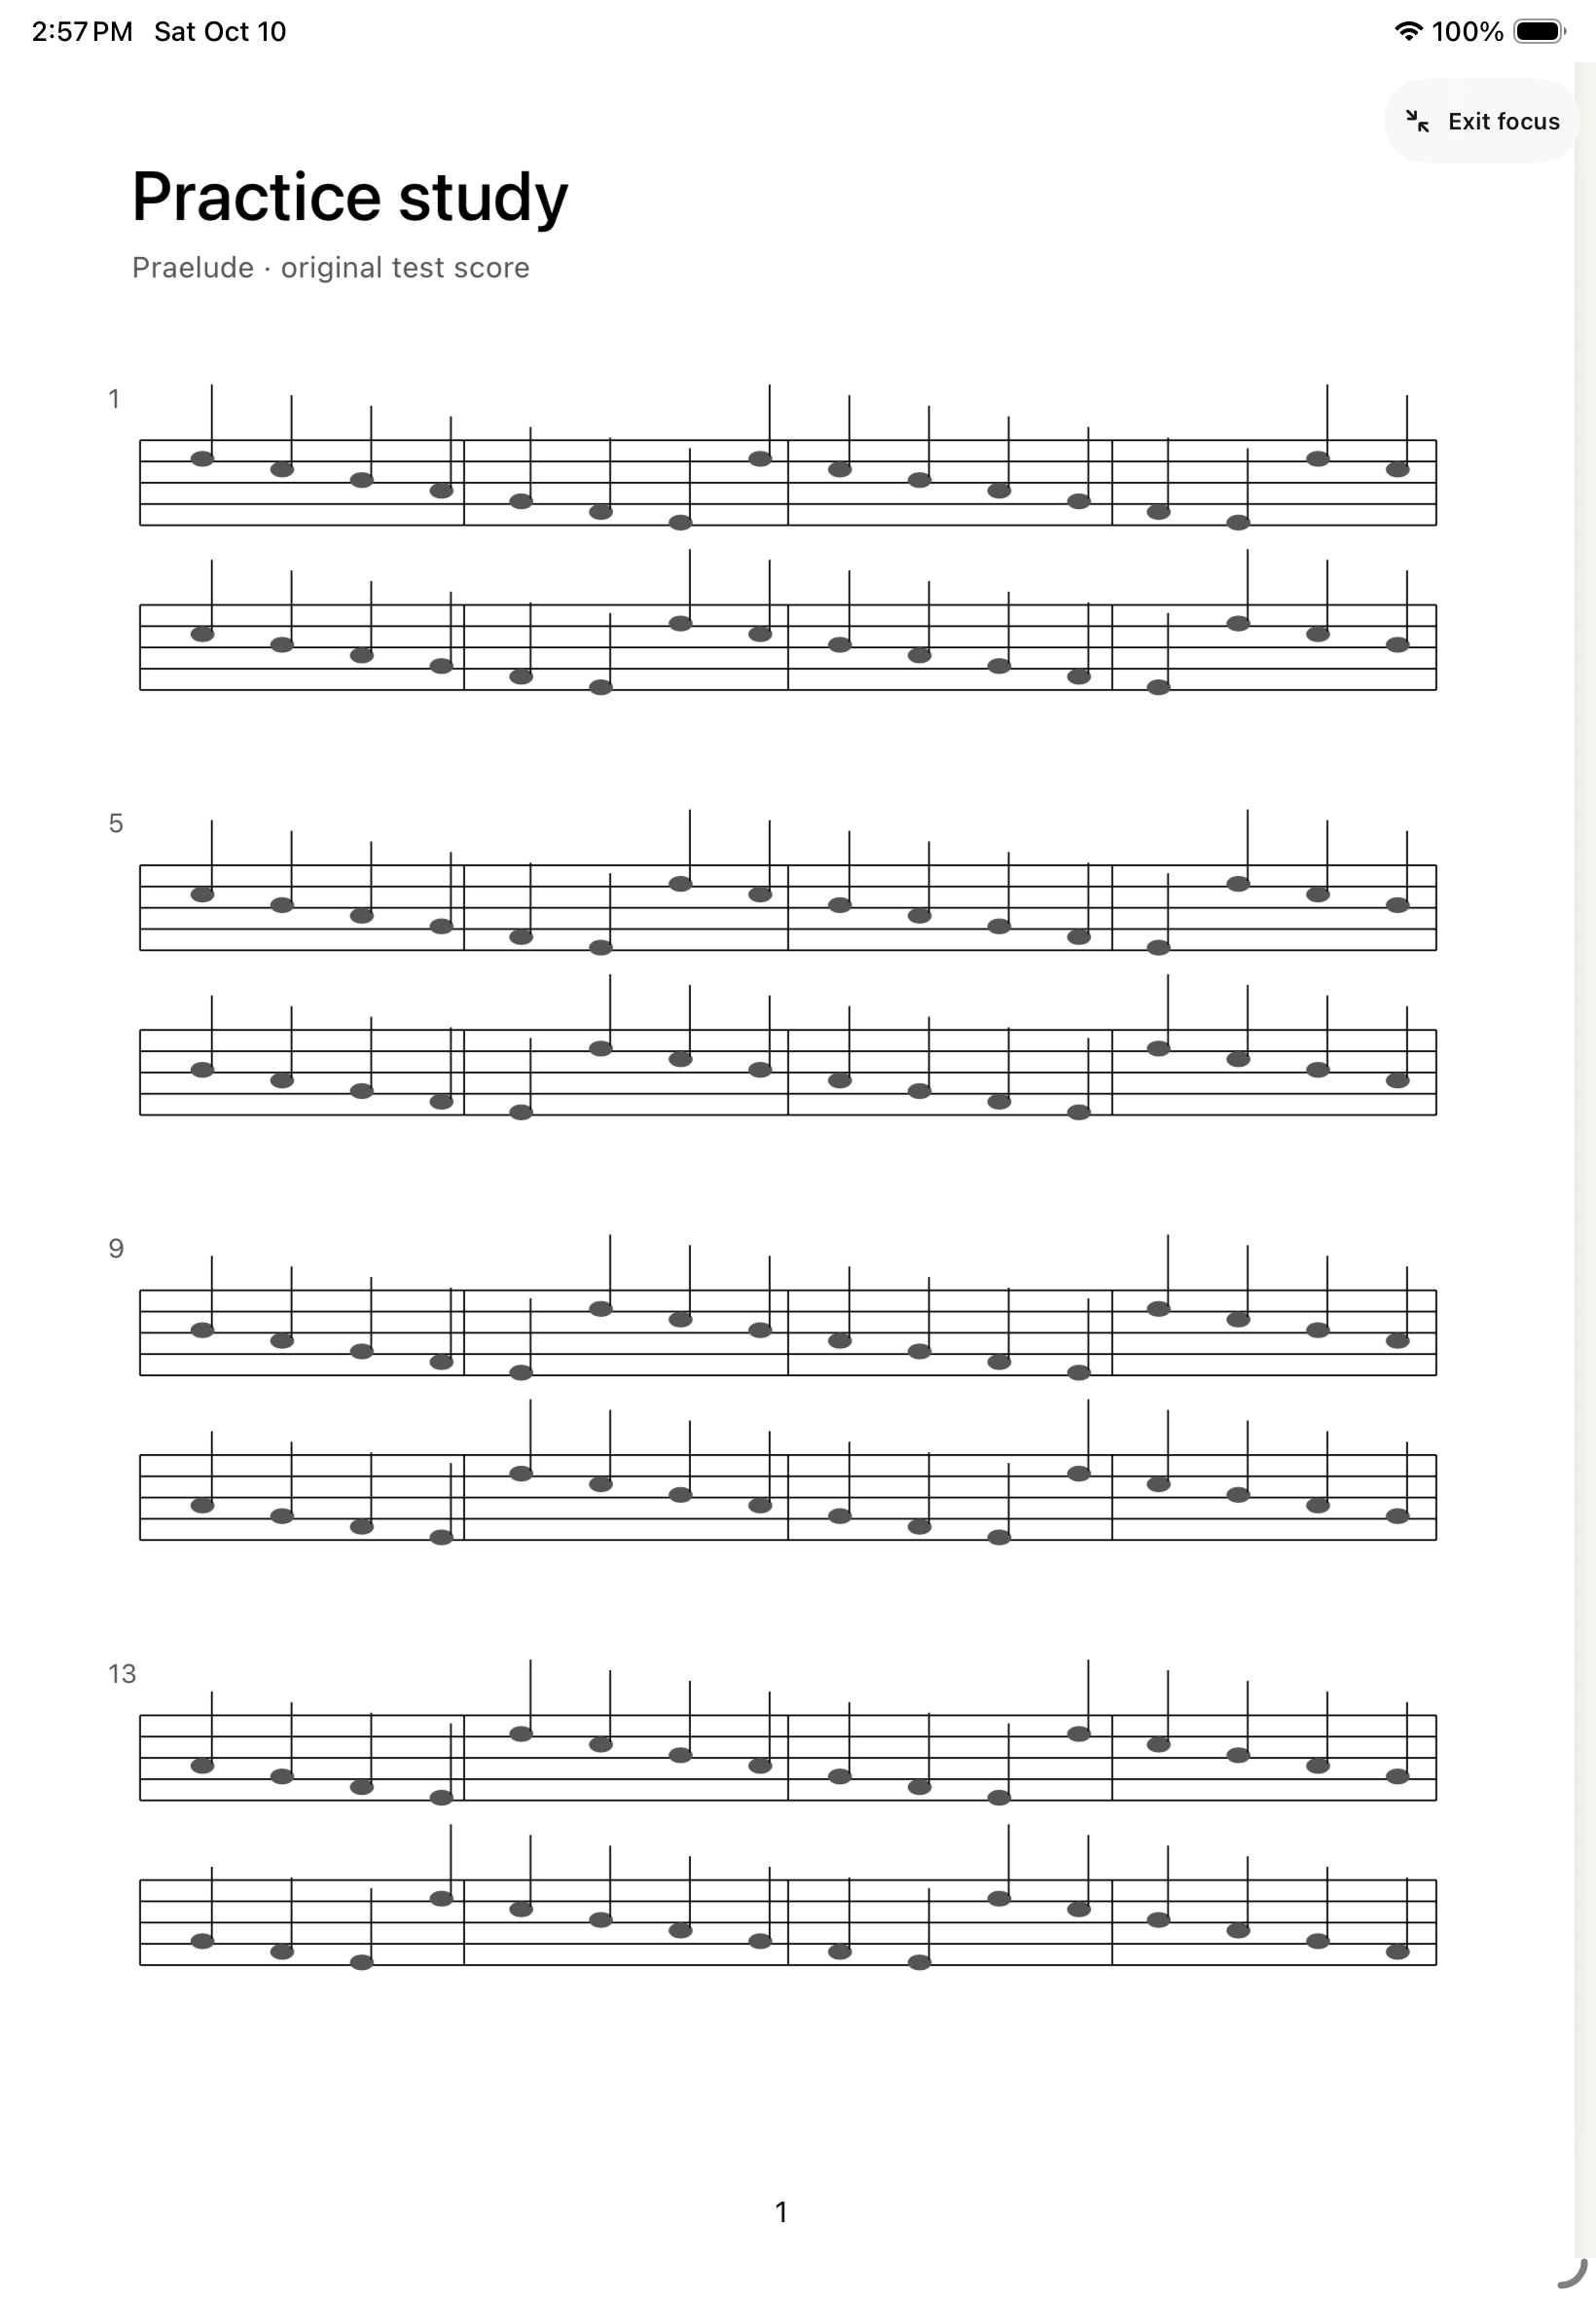 2:57 PM Sat Oct 10 100%
Exit focus
Practice study
Praelude · original test score
1
5
9
13
1